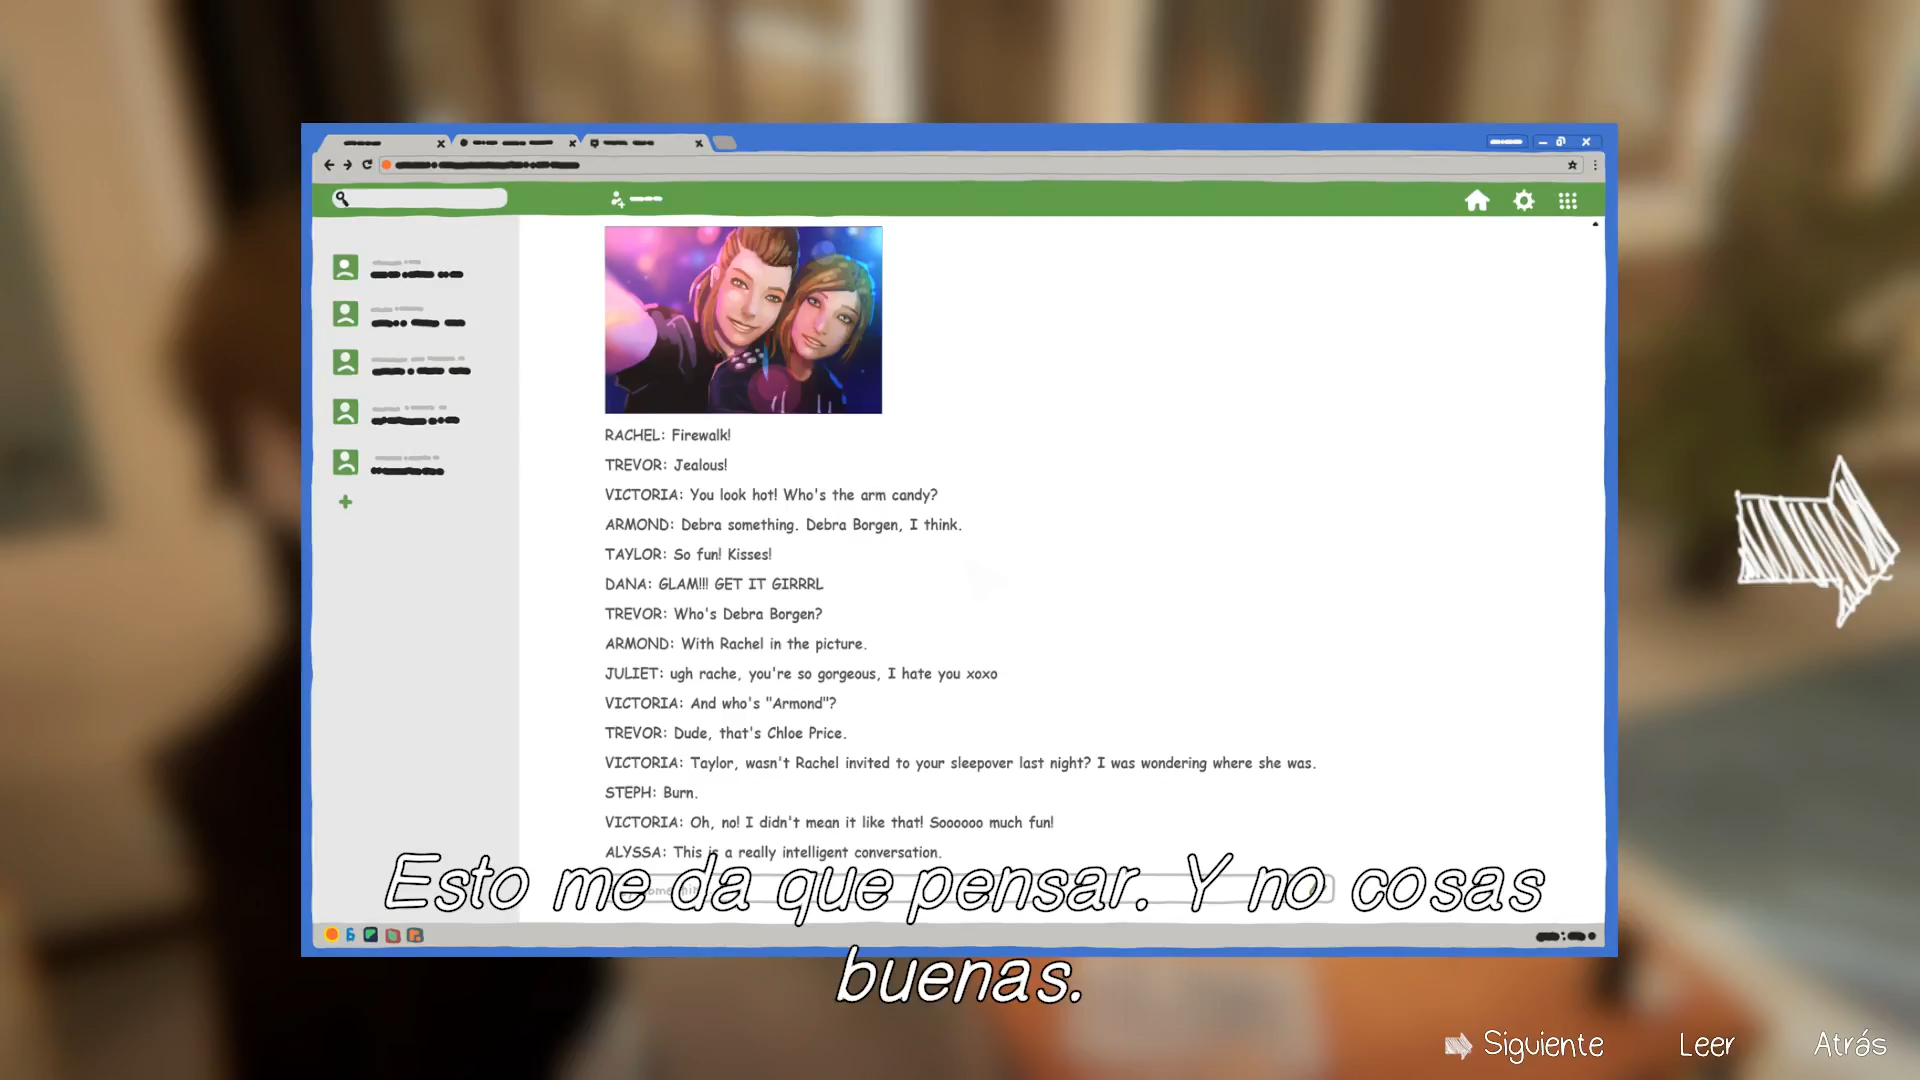 RACHEL: Firewalk!
TREVOR: Jealous!
VICTORIA: You look hot! Who's the arm candy?
ARMOND: Debra something. Debra Borgen, I think.
TAYLOR: So fun! Kisses!
DANA: GLAM!!! GET IT GIRRRL
TREVOR: Who's Debra Borgen?
ARMOND: With Rachel in the picture.
JULIET: ugh rache, you're so gorgeous, I hate you xoxo
VICTORIA: And who's "Armond"?
TREVOR: Dude, that's Chloe Price.
VICTORIA: Taylor, wasn't Rachel invited to your sleepover last night? I was wondering where she was.
STEPH: Burn.
VICTORIA: Oh, no! I didn't mean it like that! Soooooo much fun!
ALYSSA: This is a really intelligent conversation.
Esto me da que pensar. Y no cosas
buenas.
Siguiente Leer Atrás